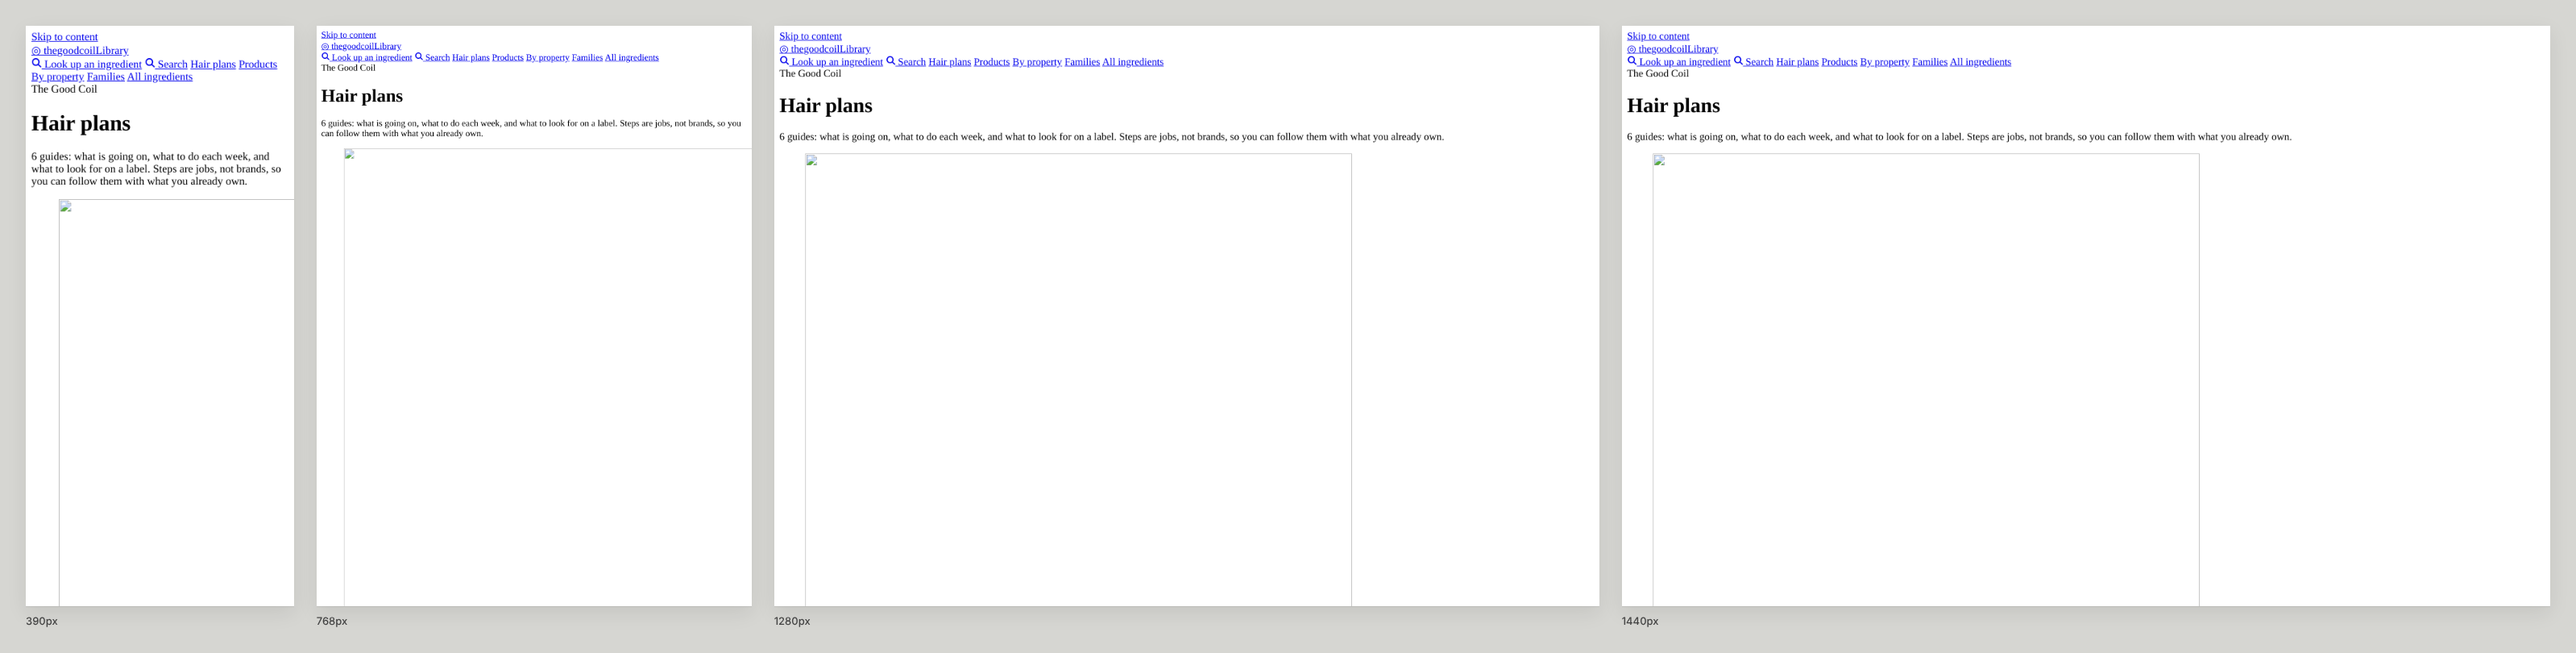 Skip to content
◎ thegoodcoilLibrary
Look up an ingredient Search Hair plans Products
By property Families All ingredients
The Good Coil
Hair plans
6 guides: what is going on, what to do each week, and
what to look for on a label. Steps are jobs, not brands, so
you can follow them with what you already own.
390px
Skip to content
◎ thegoodcoilLibrary
Look up an ingredient Search Hair plans Products By property Families All ingredients
The Good Coil
Hair plans
6 guides: what is going on, what to do each week, and what to look for on a label. Steps are jobs, not brands, so you
can follow them with what you already own.
768px
Skip to content
◎ thegoodcoilLibrary
Look up an ingredient Search Hair plans Products By property Families All ingredients
The Good Coil
Hair plans
6 guides: what is going on, what to do each week, and what to look for on a label. Steps are jobs, not brands, so you can follow them with what you already own.
1280px
Skip to content
◎ thegoodcoilLibrary
Look up an ingredient Search Hair plans Products By property Families All ingredients
The Good Coil
Hair plans
6 guides: what is going on, what to do each week, and what to look for on a label. Steps are jobs, not brands, so you can follow them with what you already own.
1440px